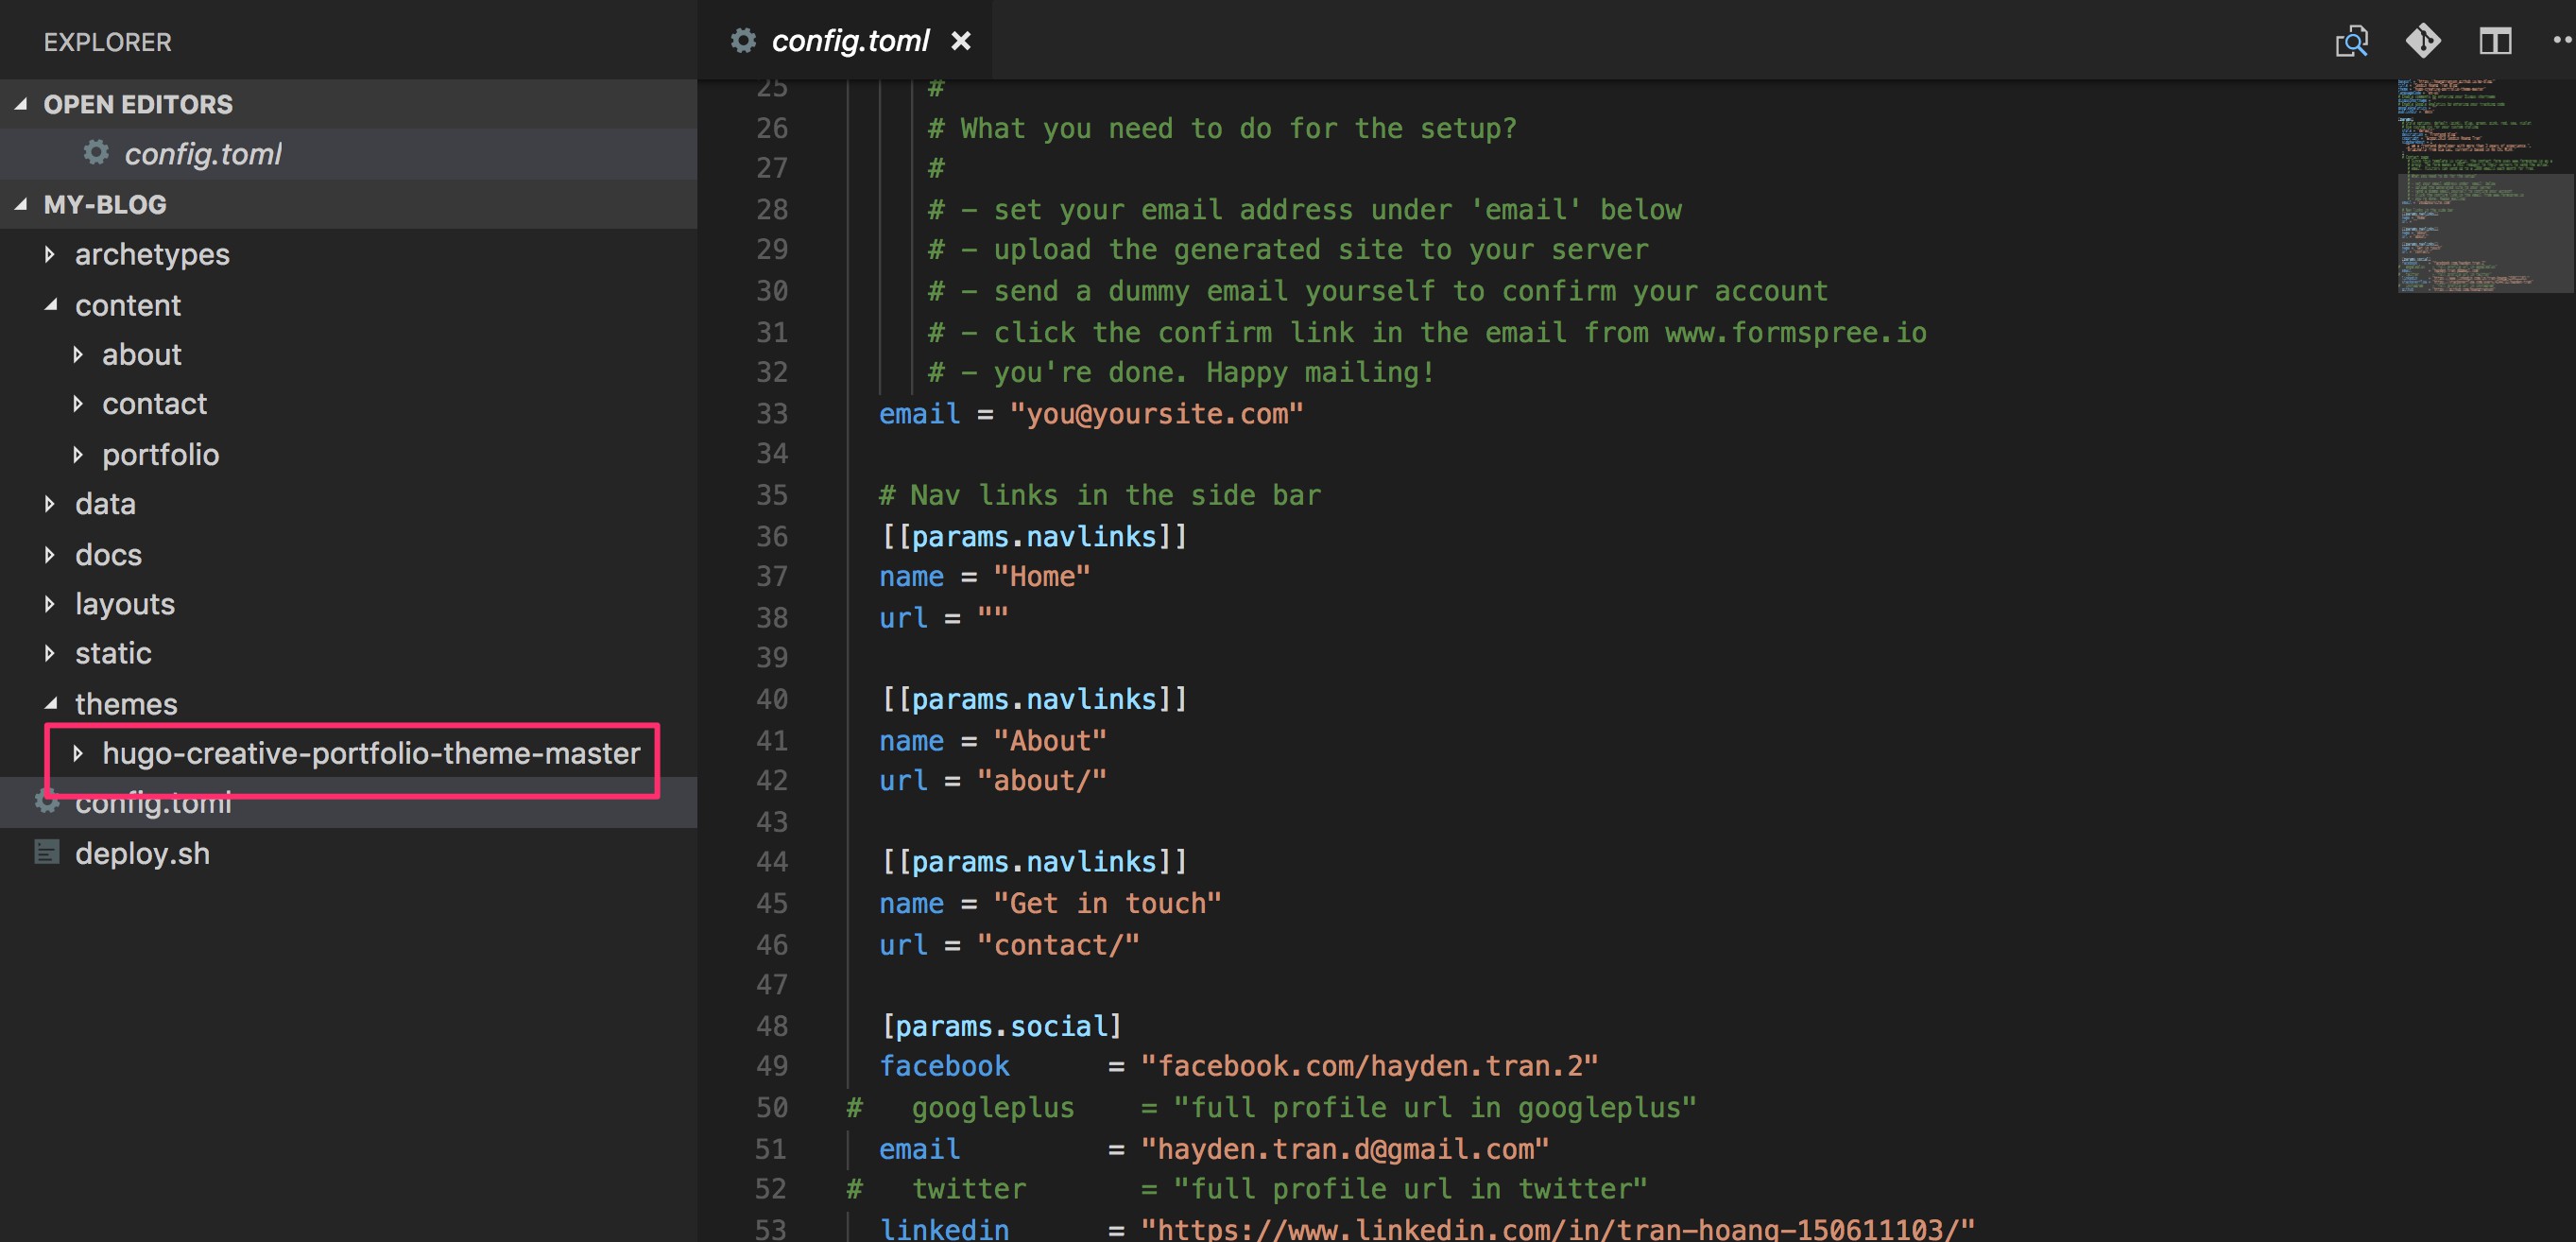 EXPLORER
OPEN EDITORS
config.toml
MY-BLOG
archetypes
content
about
contact
portfolio
data
docs
layouts
static
themes
hugo-creative-portfolio-theme-master
config.toml
deploy.sh
config.toml
25 #
26 # What you need to do for the setup?
27 #
28 # - set your email address under 'email' below
29 # - upload the generated site to your server
30 # - send a dummy email yourself to confirm your account
31 # - click the confirm link in the email from www.formspree.io
32 # - you're done. Happy mailing!
33 email = "you@yoursite.com"
34
35 # Nav links in the side bar
36 [[params.navlinks]]
37 name = "Home"
38 url = ""
39
40 [[params.navlinks]]
41 name = "About"
42 url = "about/"
43
44 [[params.navlinks]]
45 name = "Get in touch"
46 url = "contact/"
47
48 [params.social]
49 facebook = "facebook.com/hayden.tran.2"
50 # googleplus = "full profile url in googleplus"
51 email = "hayden.tran.d@gmail.com"
52 # twitter = "full profile url in twitter"
53 linkedin = "https://www.linkedin.com/in/tran-hoang-150611103/"